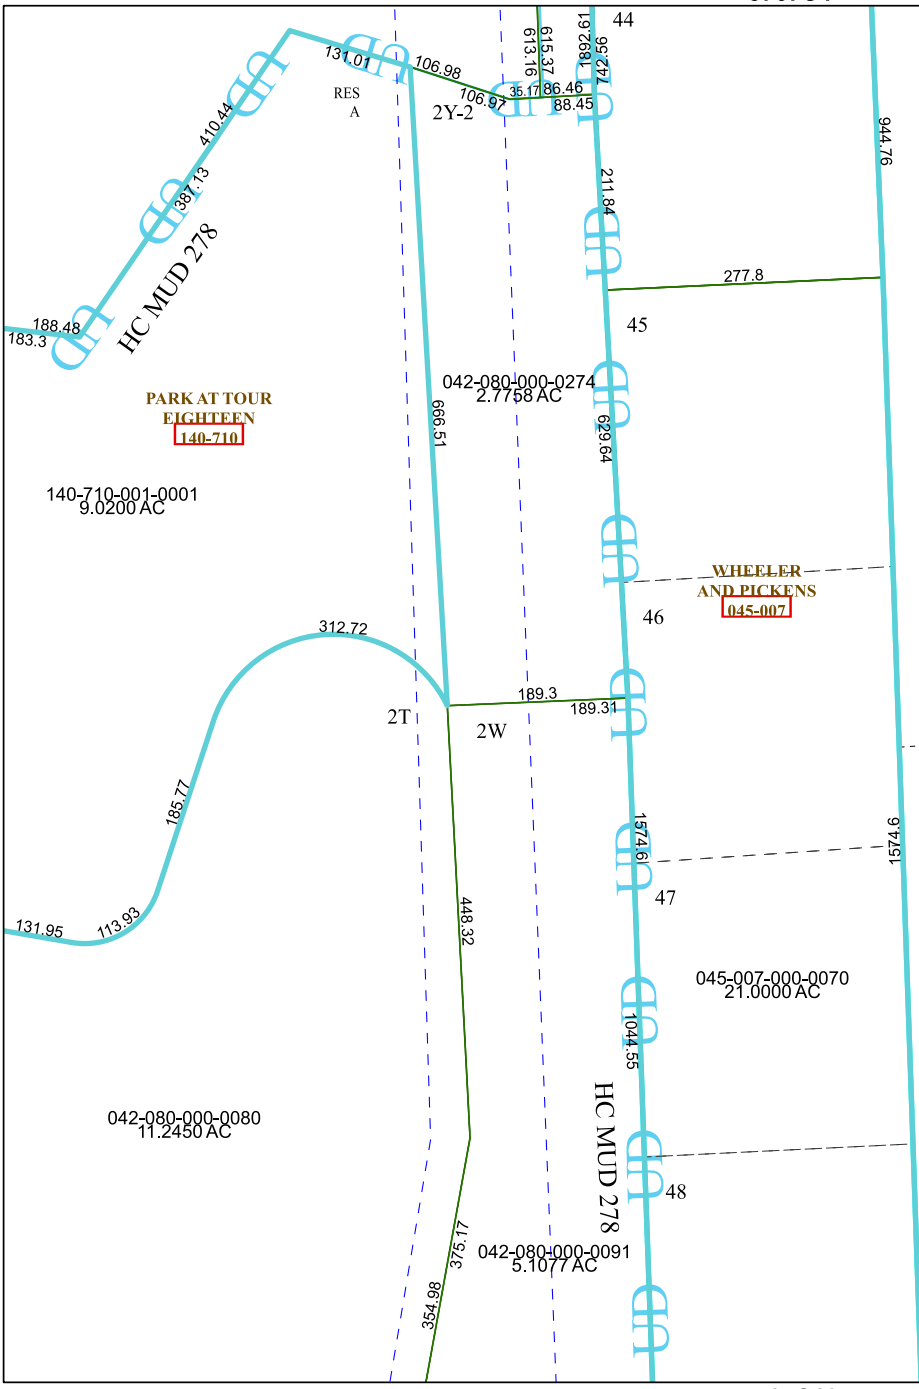 44
1892.61
742.56
615.37
613.16
131.01
106.98
106.97
35.17
86.46
88.45
RES
A
2Y-2
410.44
387.13
HC MUD 278
944.76
211.84
277.8
188.48
183.3
45
042-080-000-0274
2.7758 AC
PARK AT TOUR
EIGHTEEN
140-710
666.51
629.64
140-710-001-0001
9.0200 AC
WHEELER
AND PICKENS
045-007
46
312.72
189.3
189.31
2T
2W
185.77
1574.6
1574.6
47
131.95
113.93
448.32
045-007-000-0070
21.0000 AC
1044.55
042-080-000-0080
11.2450 AC
HC MUD 278
48
375.17
042-080-000-0091
5.1077 AC
354.98